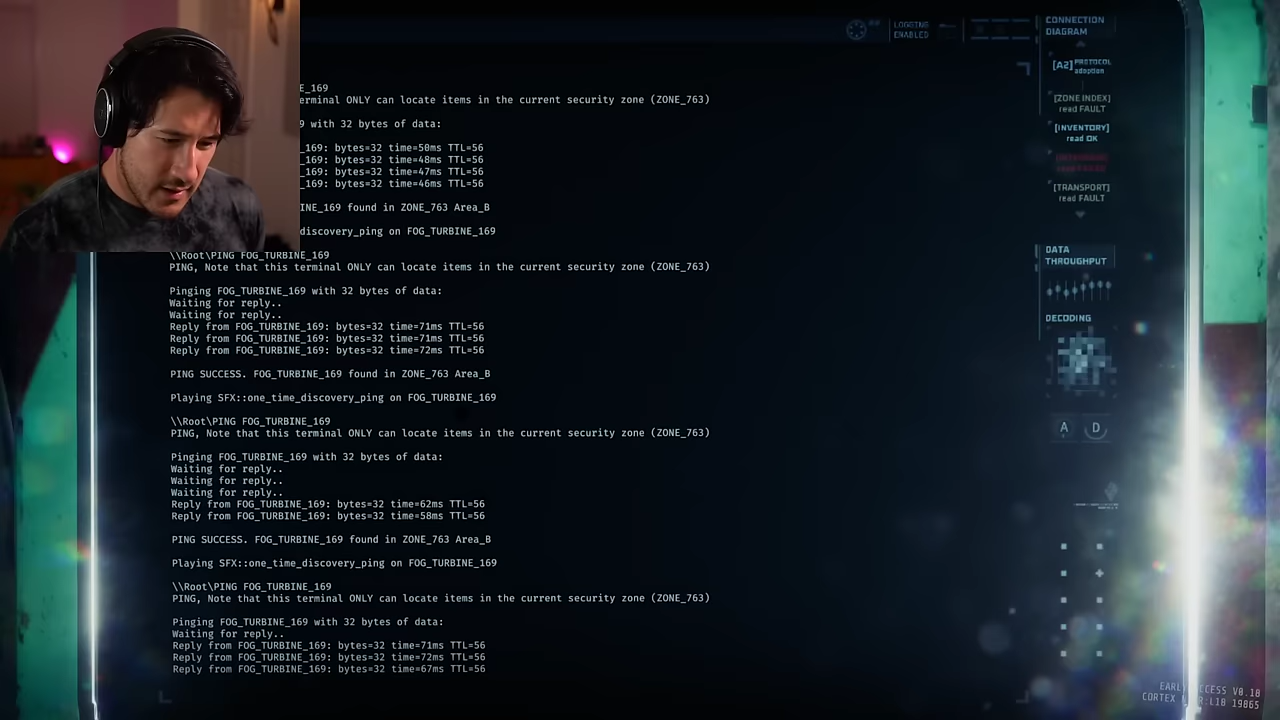 LOGGING
ENABLED
CONNECTION
DIAGRAM
[A2] PROTOCOL
adoption
[ZONE INDEX]
read FAULT
[INVENTORY]
read OK
[TRANSPORT]
read FAULT
DATA
THROUGHPUT
DECODING
A D
E_169
erminal ONLY can locate items in the current security zone (ZONE_763)
9 with 32 bytes of data:
_169: bytes=32 time=50ms TTL=56
_169: bytes=32 time=48ms TTL=56
_169: bytes=32 time=47ms TTL=56
_169: bytes=32 time=46ms TTL=56
INE_169 found in ZONE_763 Area_B
discovery_ping on FOG_TURBINE_169
\\Root\PING FOG_TURBINE_169
PING, Note that this terminal ONLY can locate items in the current security zone (ZONE_763)
Pinging FOG_TURBINE_169 with 32 bytes of data:
Waiting for reply..
Waiting for reply..
Reply from FOG_TURBINE_169: bytes=32 time=71ms TTL=56
Reply from FOG_TURBINE_169: bytes=32 time=71ms TTL=56
Reply from FOG_TURBINE_169: bytes=32 time=72ms TTL=56
PING SUCCESS. FOG_TURBINE_169 found in ZONE_763 Area_B
Playing SFX::one_time_discovery_ping on FOG_TURBINE_169
\\Root\PING FOG_TURBINE_169
PING, Note that this terminal ONLY can locate items in the current security zone (ZONE_763)
Pinging FOG_TURBINE_169 with 32 bytes of data:
Waiting for reply..
Waiting for reply..
Waiting for reply..
Reply from FOG_TURBINE_169: bytes=32 time=62ms TTL=56
Reply from FOG_TURBINE_169: bytes=32 time=58ms TTL=56
PING SUCCESS. FOG_TURBINE_169 found in ZONE_763 Area_B
Playing SFX::one_time_discovery_ping on FOG_TURBINE_169
\\Root\PING FOG_TURBINE_169
PING, Note that this terminal ONLY can locate items in the current security zone (ZONE_763)
Pinging FOG_TURBINE_169 with 32 bytes of data:
Waiting for reply..
Reply from FOG_TURBINE_169: bytes=32 time=71ms TTL=56
Reply from FOG_TURBINE_169: bytes=32 time=72ms TTL=56
Reply from FOG_TURBINE_169: bytes=32 time=67ms TTL=56
CORTEX 19865